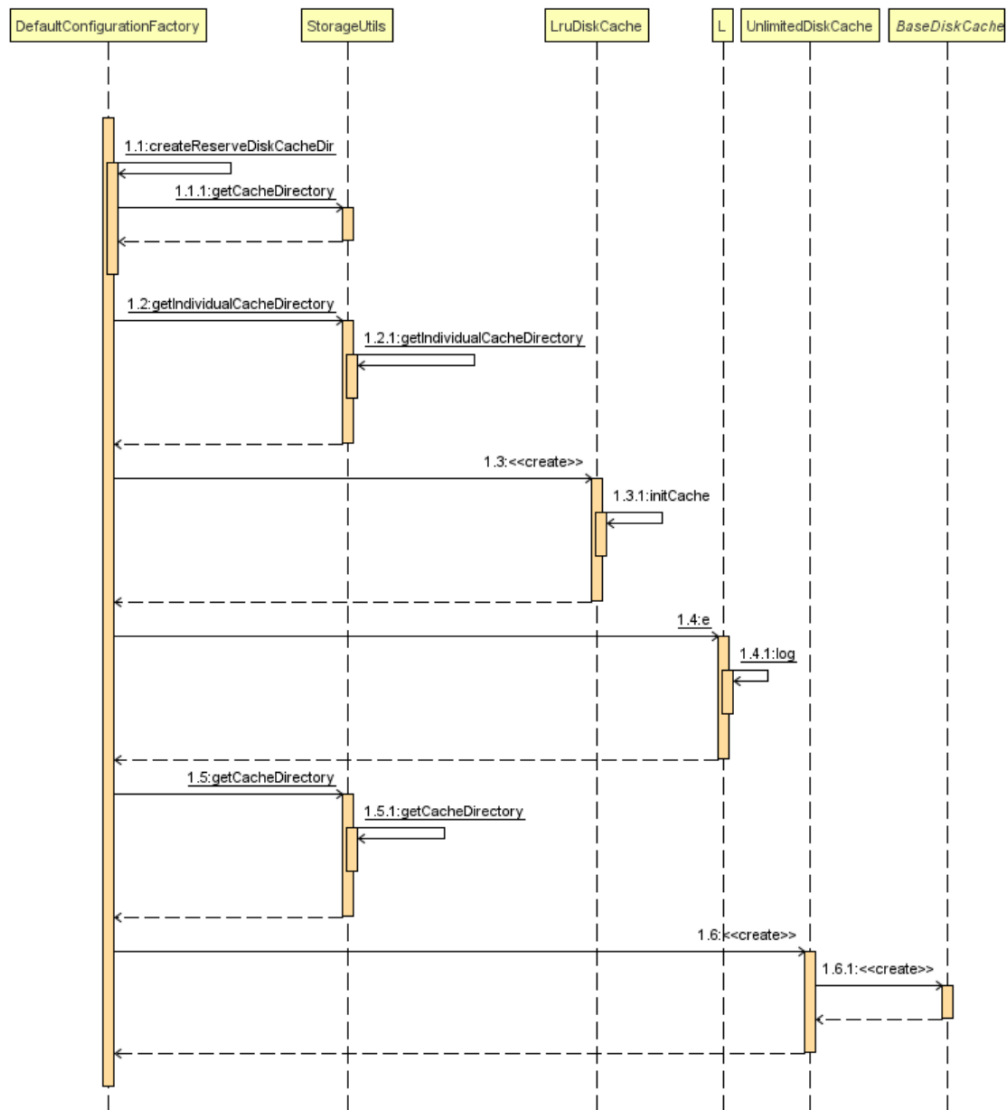 DefaultConfigurationFactory
StorageUtils
LruDiskCache
L
UnlimitedDiskCache
BaseDiskCache
1.1:createReserveDiskCacheDir
1.1.1:getCacheDirectory
1.2:getIndividualCacheDirectory
1.2.1:getIndividualCacheDirectory
1.3:<<create>>
1.3.1:initCache
1.4:e
1.4.1:log
1.5:getCacheDirectory
1.5.1:getCacheDirectory
1.6:<<create>>
1.6.1:<<create>>